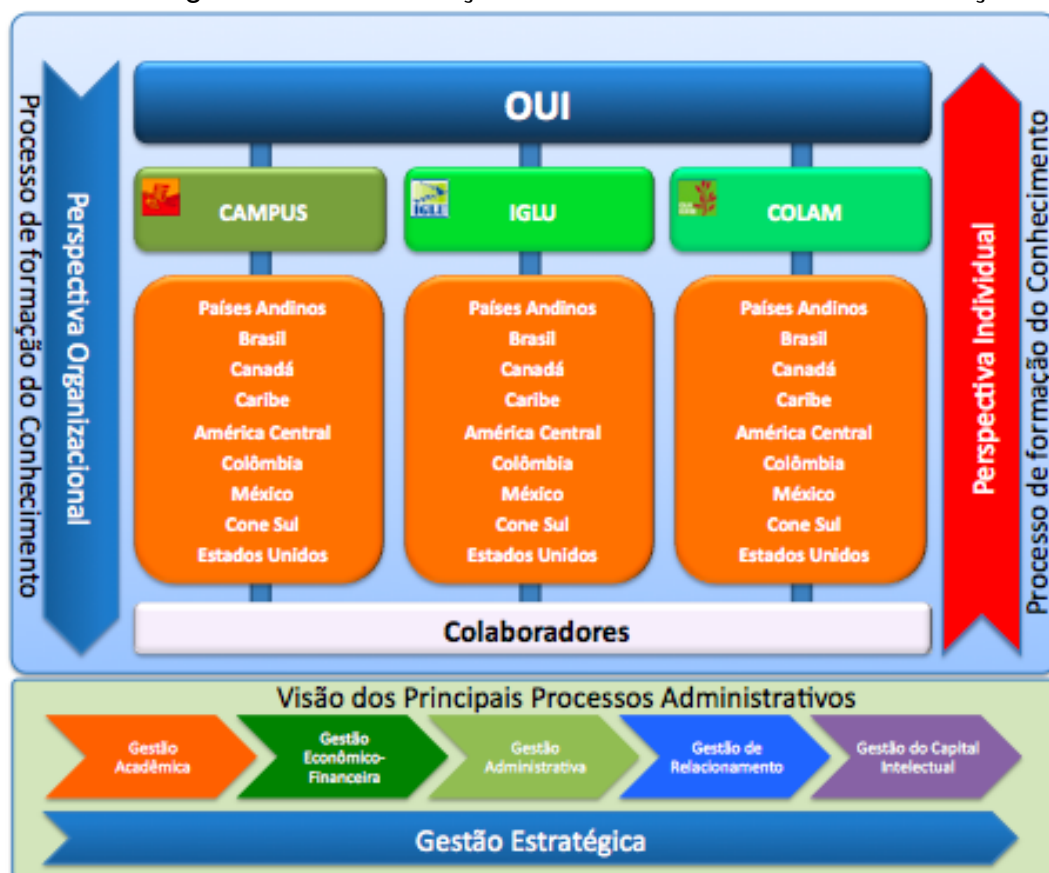 OUI
CAMPUS
IGLU
IGLU
COLAM
Países Andinos
Brasil
Canadá
Caribe
América Central
Colômbia
México
Cone Sul
Estados Unidos
Países Andinos
Brasil
Canadá
Caribe
América Central
Colômbia
México
Cone Sul
Estados Unidos
Países Andinos
Brasil
Canadá
Caribe
América Central
Colômbia
México
Cone Sul
Estados Unidos
Colaboradores
Processo de formação do Conhecimento
Perspectiva Organizacional
Perspectiva Individual
Processo de formação do Conhecimento
Visão dos Principais Processos Administrativos
Gestão
Acadêmica
Gestão
Econômico-
Financeira
Gestão
Administrativa
Gestão de
Relacionamento
Gestão do Capital
Intelectual
Gestão Estratégica